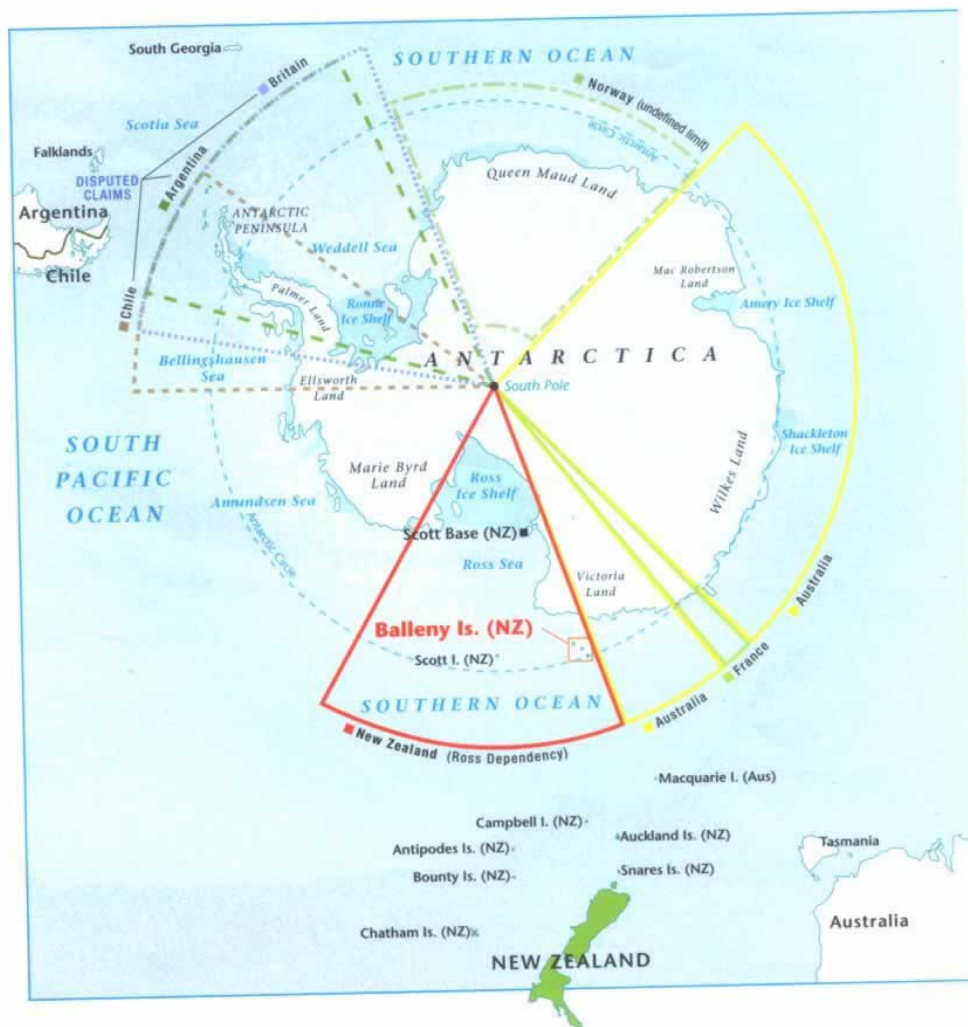 South Georgia
SOUTHERN OCEAN
Britain
Norway (undefined limit)
Scotia Sea
Antarctic Circle
Falklands
DISPUTED
CLAIMS
Argentina
Queen Maud Land
Argentina
ANTARCTIC
PENINSULA
Weddell Sea
Chile
Mac Robertson
Land
Palmer Land
Ronne
Ice Shelf
Amery Ice Shelf
Chile
Bellingshausen
Sea
ANTARCTICA
Ellsworth
Land
South Pole
SOUTH
PACIFIC
OCEAN
Shackleton
Ice Shelf
Marie Byrd
Land
Ross
Ice Shelf
Wilkes Land
Amundsen Sea
Antarctic Circle
Scott Base (NZ)
Ross Sea
Victoria
Land
Australia
Balleny Is. (NZ)
Scott I. (NZ)
France
SOUTHERN OCEAN
Australia
New Zealand (Ross Dependency)
Macquarie I. (Aus)
Campbell I. (NZ)
Auckland Is. (NZ)
Tasmania
Antipodes Is. (NZ)
Bounty Is. (NZ)
Snares Is. (NZ)
Chatham Is. (NZ)
Australia
NEW ZEALAND